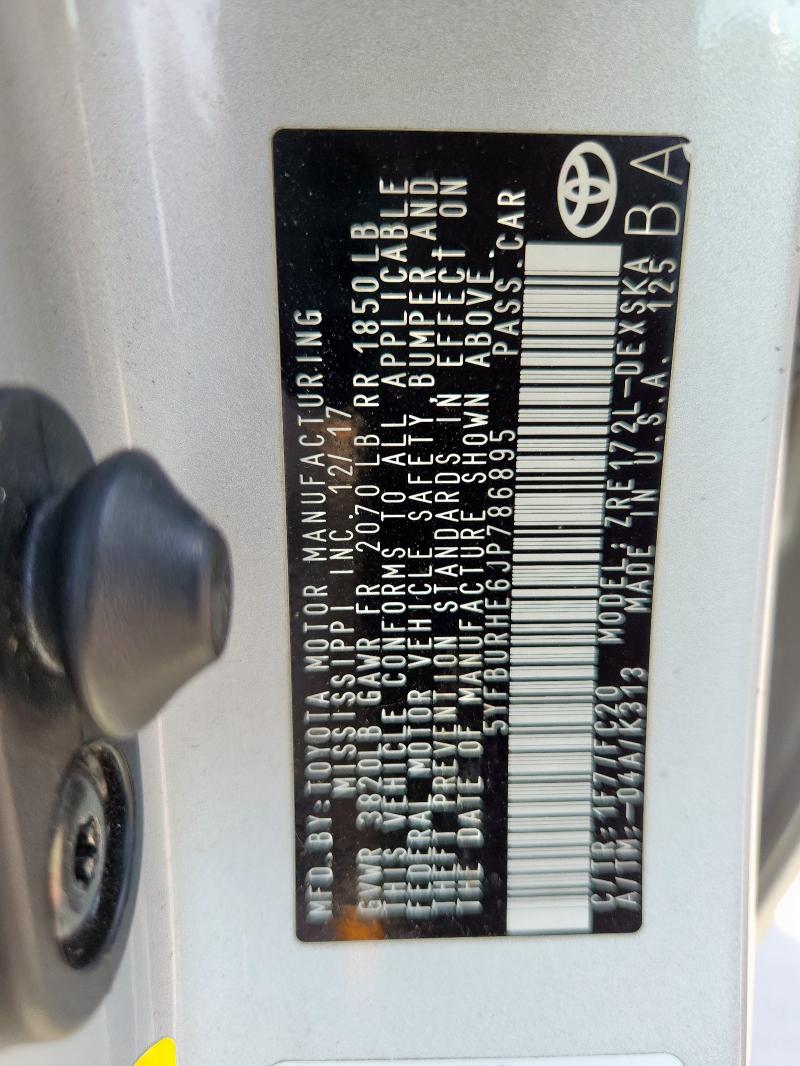 MFD.BY:TOYOTA MOTOR MANUFACTURING
MISSISSIPPI INC. 12/17
GVWR 3820LB GAWR FR 2070 LB RR 1850 LB
THIS VEHICLE CONFORMS TO ALL APPLICABLE
FEDERAL MOTOR VEHICLE SAFETY, BUMPER AND
THEFT PREVENTION STANDARDS IN EFFECT ON
THE DATE OF MANUFACTURE SHOWN ABOVE.
5YFBURHE6JP786895 PASS.CAR
C/TR: 1F7/FC20 MODEL: ZRE172L-DEXSKA
A/TM:-04A/K313 MADE IN U.S.A. 125
BA